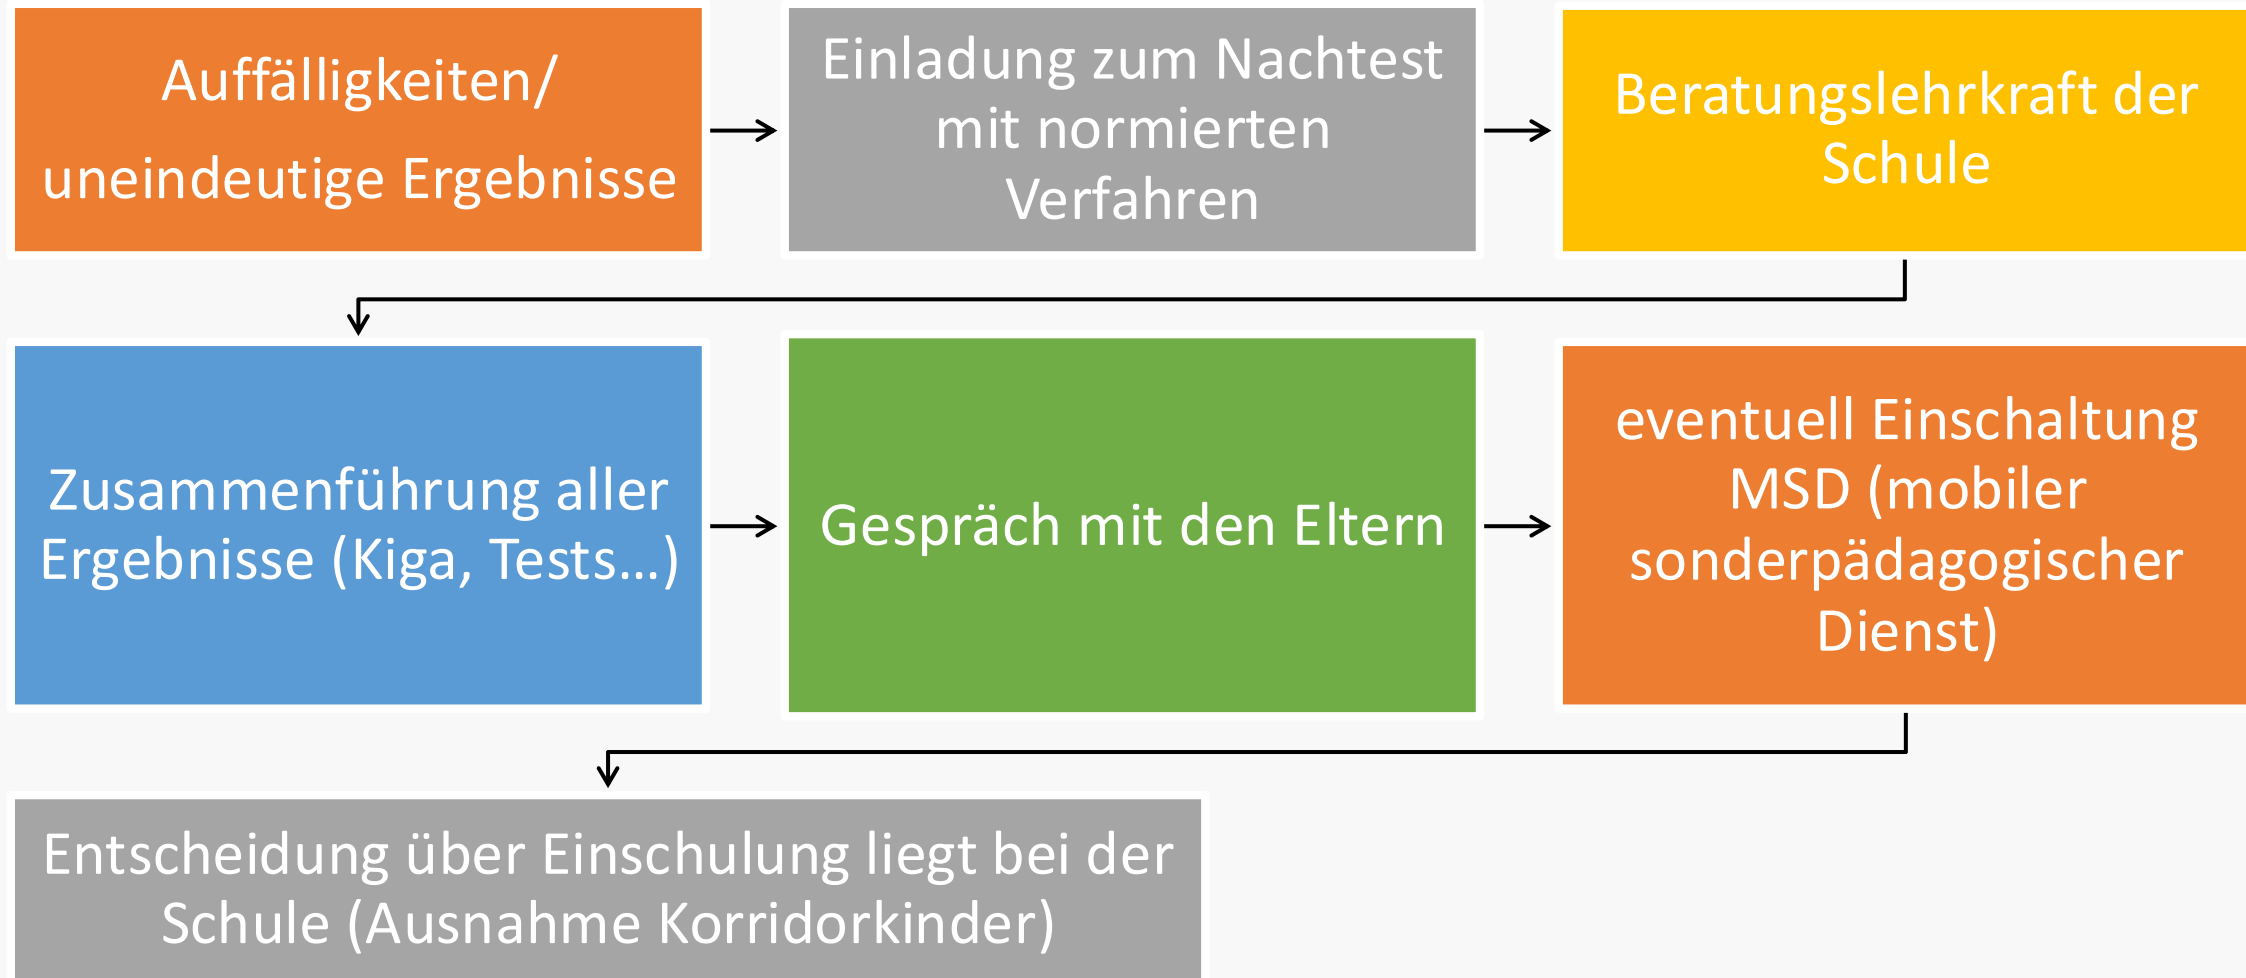 Auffälligkeiten/
uneindeutige Ergebnisse
Einladung zum Nachtest
mit normierten
Verfahren
Beratungslehrkraft der
Schule
Zusammenführung aller
Ergebnisse (Kiga, Tests…)
Gespräch mit den Eltern
eventuell Einschaltung
MSD (mobiler
sonderpädagogischer
Dienst)
Entscheidung über Einschulung liegt bei der
Schule (Ausnahme Korridorkinder)